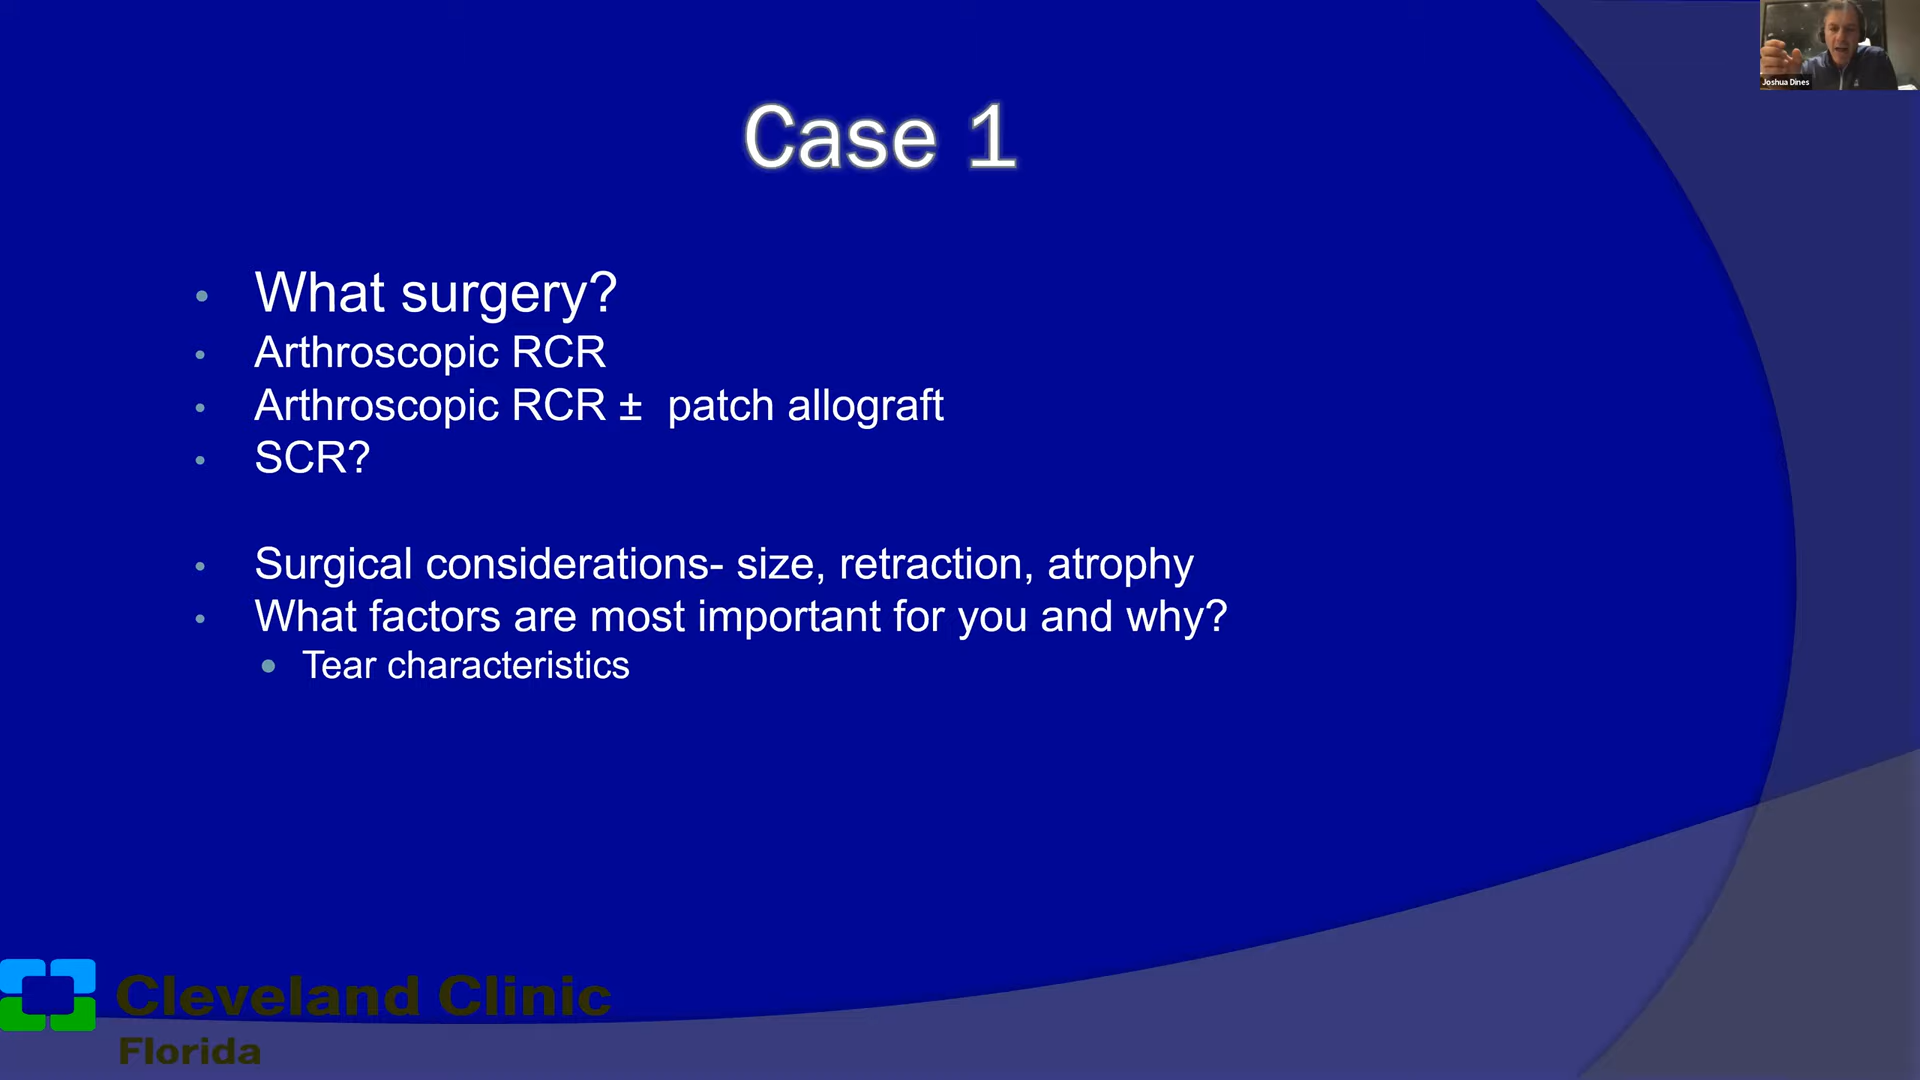 Joshua Dines
Case 1
What surgery?
Arthroscopic RCR
Arthroscopic RCR ± patch allograft
SCR?
Surgical considerations- size, retraction, atrophy
What factors are most important for you and why?
Tear characteristics
Cleveland Clinic
Florida